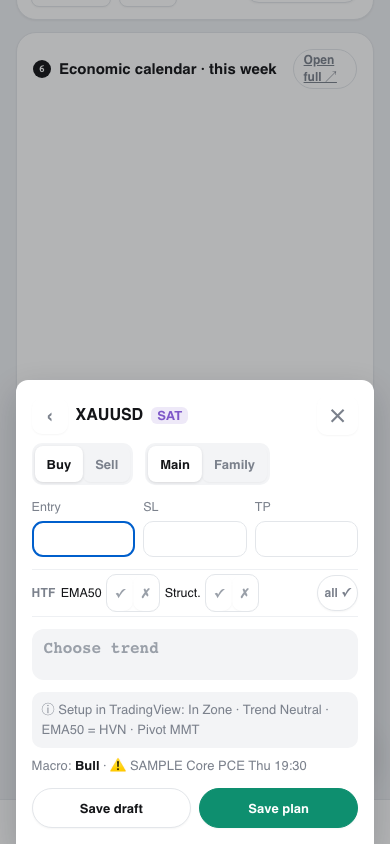 6 Economic calendar · this week
Open
full ↗
‹ XAUUSD SAT ✕
Buy Sell Main Family
Entry SL TP
HTF EMA50 ✓ ✗ Struct. ✓ ✗ all ✓
Choose trend
ⓘ Setup in TradingView: In Zone · Trend Neutral ·
EMA50 = HVN · Pivot MMT
Macro: Bull · ⚠️ SAMPLE Core PCE Thu 19:30
Save draft Save plan